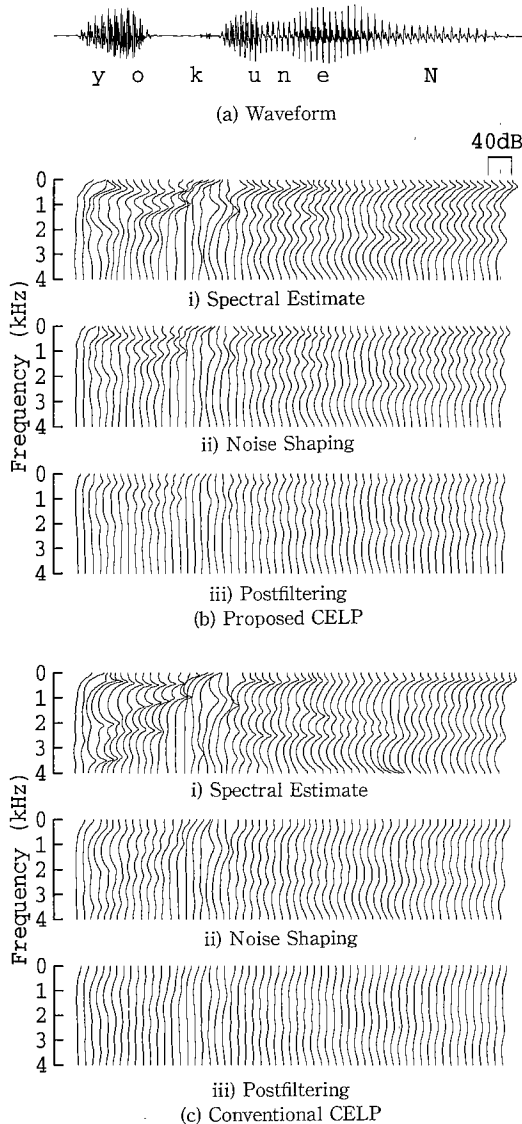 y o k u n e N
(a) Waveform
40dB
0
1
2
3
4
i) Spectral Estimate
0
1
2
3
4
ii) Noise Shaping
0
1
2
3
4
Frequency (kHz)
iii) Postfiltering
(b) Proposed CELP
0
1
2
3
4
i) Spectral Estimate
0
1
2
3
4
ii) Noise Shaping
0
1
2
3
4
Frequency (kHz)
iii) Postfiltering
(c) Conventional CELP